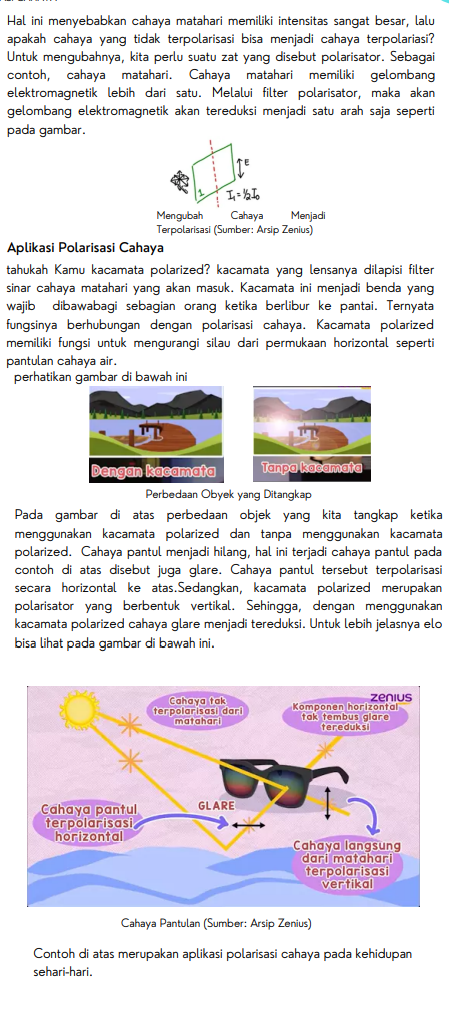 Hal ini menyebabkan cahaya matahari memiliki intensitas sangat besar, lalu
apakah cahaya yang tidak terpolarisasi bisa menjadi cahaya terpolariasi?
Untuk mengubahnya, kita perlu suatu zat yang disebut polarisator. Sebagai
contoh, cahaya matahari. Cahaya matahari memiliki gelombang
elektromagnetik lebih dari satu. Melalui filter polarisator, maka akan
gelombang elektromagnetik akan tereduksi menjadi satu arah saja seperti
pada gambar.
E
1
I₁ = ½ I₀
Mengubah Cahaya Menjadi
Terpolarisasi (Sumber: Arsip Zenius)
Aplikasi Polarisasi Cahaya
tahukah Kamu kacamata polarized? kacamata yang lensanya dilapisi filter
sinar cahaya matahari yang akan masuk. Kacamata ini menjadi benda yang
wajib dibawabagi sebagian orang ketika berlibur ke pantai. Ternyata
fungsinya berhubungan dengan polarisasi cahaya. Kacamata polarized
memiliki fungsi untuk mengurangi silau dari permukaan horizontal seperti
pantulan cahaya air.
perhatikan gambar di bawah ini
Dengan kacamata
Tanpa kacamata
Perbedaan Obyek yang Ditangkap
Pada gambar di atas perbedaan objek yang kita tangkap ketika
menggunakan kacamata polarized dan tanpa menggunakan kacamata
polarized. Cahaya pantul menjadi hilang, hal ini terjadi cahaya pantul pada
contoh di atas disebut juga glare. Cahaya pantul tersebut terpolarisasi
secara horizontal ke atas.Sedangkan, kacamata polarized merupakan
polarisator yang berbentuk vertikal. Sehingga, dengan menggunakan
kacamata polarized cahaya glare menjadi tereduksi. Untuk lebih jelasnya elo
bisa lihat pada gambar di bawah ini.
zenius
Cahaya tak
terpolarisasi dari
matahari
Komponen horizontal
tak tembus glare
tereduksi
Cahaya pantul
terpolarisasi
horizontal
GLARE
Cahaya langsung
dari matahari
terpolarisasi
vertikal
Cahaya Pantulan (Sumber: Arsip Zenius)
Contoh di atas merupakan aplikasi polarisasi cahaya pada kehidupan
sehari-hari.